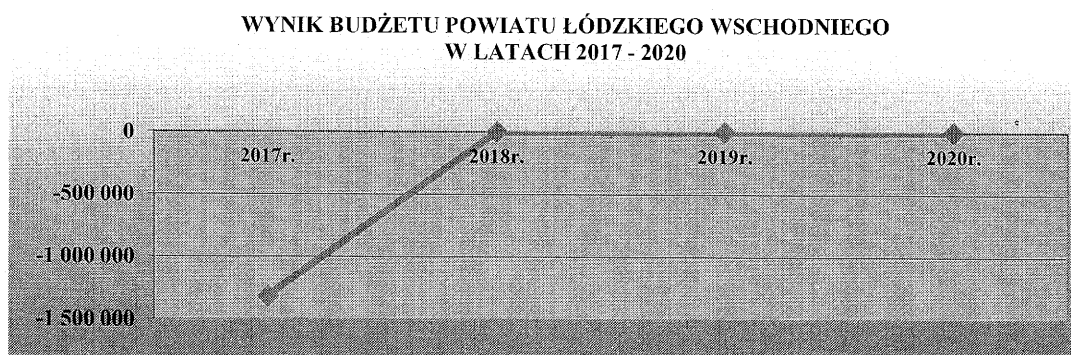 WYNIK BUDŻETU POWIATU ŁÓDZKIEGO WSCHODNIEGO
W LATACH 2017 - 2020
0
2017r. 2018r. 2019r. 2020r.
-500 000
-1 000 000
-1 500 000